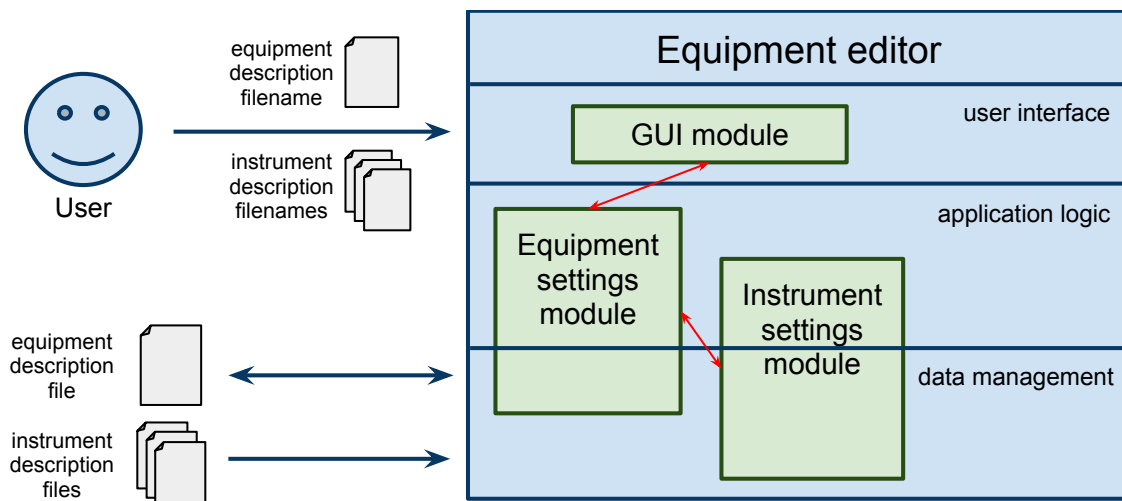 equipment
description
filename
instrument
description
filenames
User
equipment
description
file
instrument
description
files
Equipment editor
user interface
GUI module
application logic
Equipment
settings
module
Instrument
settings
module
data management